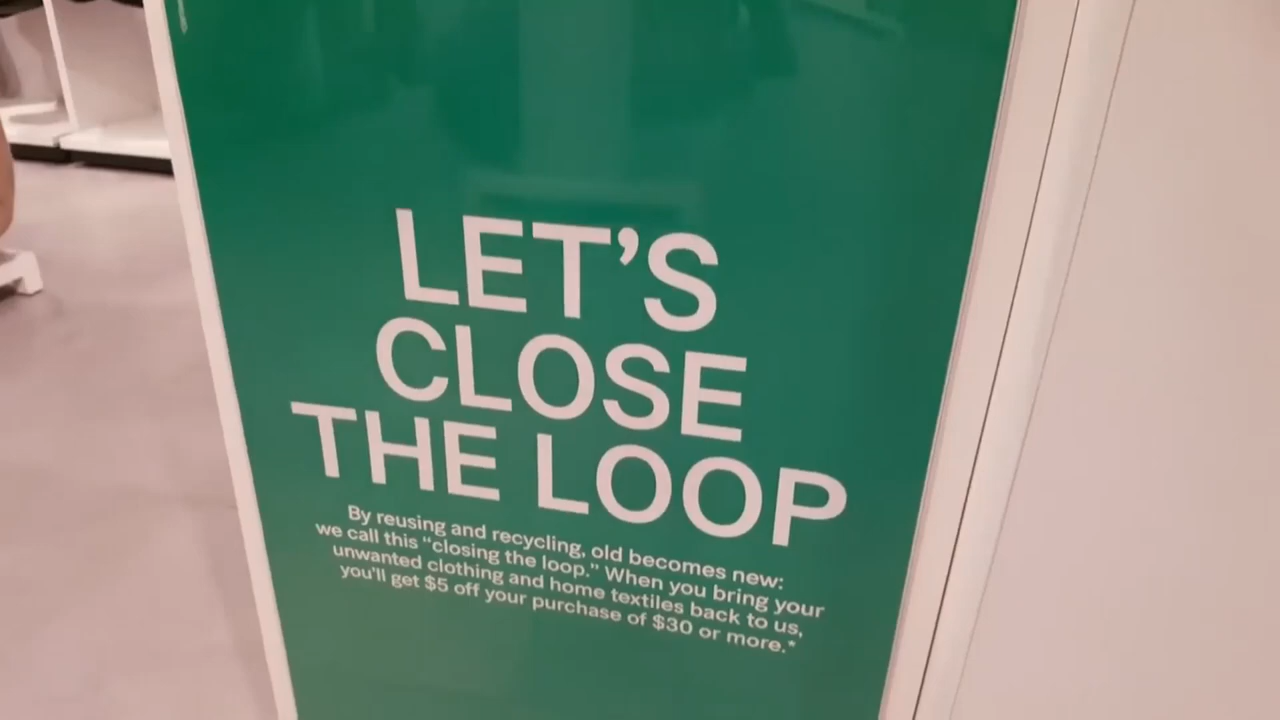 LET’S
CLOSE
THE LOOP
By reusing and recycling, old becomes new:
we call this “closing the loop.” When you bring your
unwanted clothing and home textiles back to us,
you’ll get $5 off your purchase of $30 or more.*